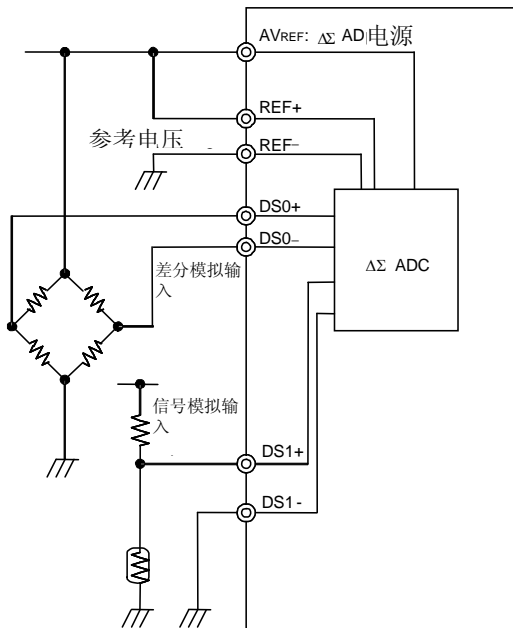 AVREF: ΔΣ AD电源
REF+
参考电压
REF−
DS0+
DS0−
ΔΣ ADC
差分模拟输
入
信号模拟输
入
DS1+
DS1-